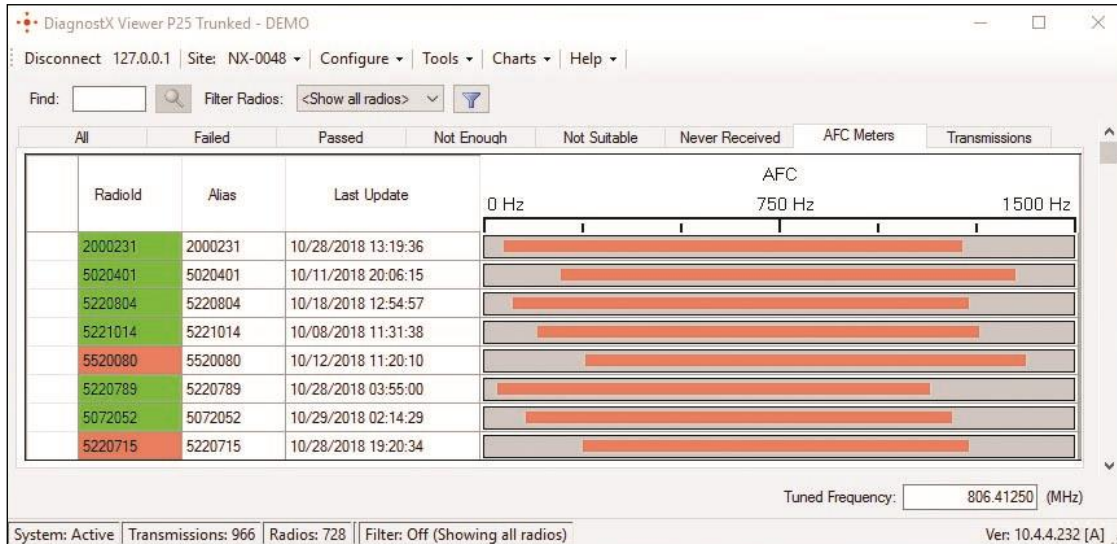 DiagnostX Viewer P25 Trunked - DEMO
Disconnect 127.0.0.1 Site: NX-0048 Configure Tools Charts Help
Find: Filter Radios: <Show all radios>
All Failed Passed Not Enough Not Suitable Never Received AFC Meters Transmissions
RadioId Alias Last Update AFC
0 Hz 750 Hz 1500 Hz
2000231 2000231 10/28/2018 13:19:36
5020401 5020401 10/11/2018 20:06:15
5220804 5220804 10/18/2018 12:54:57
5221014 5221014 10/08/2018 11:31:38
5520080 5520080 10/12/2018 11:20:10
5220789 5220789 10/28/2018 03:55:00
5072052 5072052 10/29/2018 02:14:29
5220715 5220715 10/28/2018 19:20:34
Tuned Frequency: 806.41250 (MHz)
System: Active Transmissions: 966 Radios: 728 Filter: Off (Showing all radios) Ver: 10.4.4.232 [A]